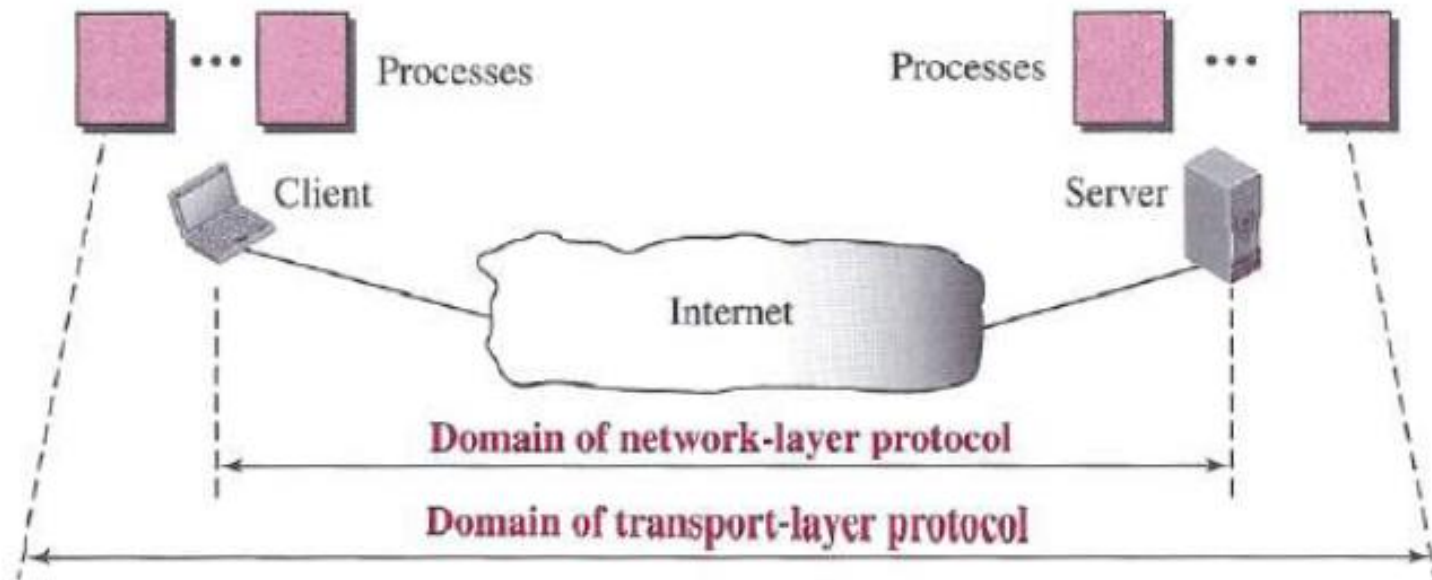 Processes
Processes
Client
Server
Internet
Domain of network-layer protocol
Domain of transport-layer protocol